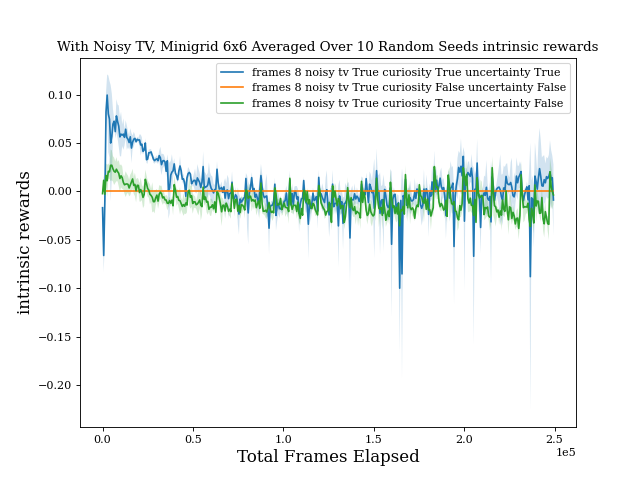 With Noisy TV, Minigrid 6x6 Averaged Over 10 Random Seeds intrinsic rewards
frames 8 noisy tv True curiosity True uncertainty True
frames 8 noisy tv True curiosity False uncertainty False
frames 8 noisy tv True curiosity True uncertainty False
intrinsic rewards
0.10
0.05
0.00
−0.05
−0.10
−0.15
−0.20
0.0 0.5 1.0 1.5 2.0 2.5
1e5
Total Frames Elapsed